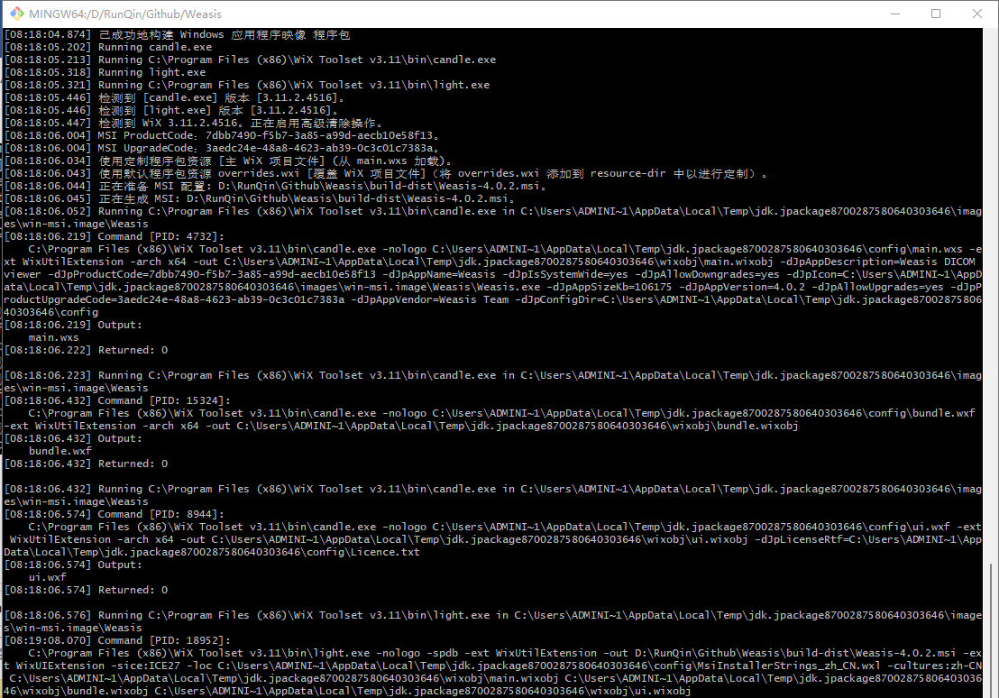 MINGW64:/D/RunQin/Github/Weasis
[08:18:04.874] 已成功地构建 Windows 应用程序映像 程序包
[08:18:05.202] Running candle.exe
[08:18:05.213] Running C:\Program Files (x86)\WiX Toolset v3.11\bin\candle.exe
[08:18:05.318] Running light.exe
[08:18:05.321] Running C:\Program Files (x86)\WiX Toolset v3.11\bin\light.exe
[08:18:05.446] 检测到 [candle.exe] 版本 [3.11.2.4516]。
[08:18:05.446] 检测到 [light.exe] 版本 [3.11.2.4516]。
[08:18:05.447] 检测到 WiX 3.11.2.4516。正在启用高级清除操作。
[08:18:06.004] MSI ProductCode：7dbb7490-f5b7-3a85-a99d-aecb10e58f13。
[08:18:06.004] MSI UpgradeCode：3aedc24e-48a8-4623-ab39-0c3c01c7383a。
[08:18:06.034] 使用定制程序包资源 [主 WiX 项目文件] (从 main.wxs 加载)。
[08:18:06.043] 使用默认程序包资源 overrides.wxi [覆盖 WiX 项目文件]（将 overrides.wxi 添加到 resource-dir 中以进行定制）。
[08:18:06.044] 正在准备 MSI 配置: D:\RunQin\Github\Weasis\build-dist\Weasis-4.0.2.msi。
[08:18:06.045] 正在生成 MSI: D:\RunQin\Github\Weasis\build-dist\Weasis-4.0.2.msi。
[08:18:06.052] Running C:\Program Files (x86)\WiX Toolset v3.11\bin\candle.exe in C:\Users\ADMINI~1\AppData\Local\Temp\jdk.jpackage8700287580640303646\imag
es\win-msi.image\Weasis
[08:18:06.219] Command [PID: 4732]:
C:\Program Files (x86)\WiX Toolset v3.11\bin\candle.exe -nologo C:\Users\ADMINI~1\AppData\Local\Temp\jdk.jpackage8700287580640303646\config\main.wxs -e
xt WixUtilExtension -arch x64 -out C:\Users\ADMINI~1\AppData\Local\Temp\jdk.jpackage8700287580640303646\wixobj\main.wixobj -dJpAppDescription=Weasis DICOM
viewer -dJpProductCode=7dbb7490-f5b7-3a85-a99d-aecb10e58f13 -dJpAppName=Weasis -dJpIsSystemWide=yes -dJpAllowDowngrades=yes -dJpIcon=C:\Users\ADMINI~1\AppD
ata\Local\Temp\jdk.jpackage8700287580640303646\images\win-msi.image\Weasis\Weasis.exe -dJpAppSizeKb=106175 -dJpAppVersion=4.0.2 -dJpAllowUpgrades=yes -dJpP
roductUpgradeCode=3aedc24e-48a8-4623-ab39-0c3c01c7383a -dJpAppVendor=Weasis Team -dJpConfigDir=C:\Users\ADMINI~1\AppData\Local\Temp\jdk.jpackage87002875806
40303646\config
[08:18:06.219] Output:
main.wxs
[08:18:06.222] Returned: 0
[08:18:06.223] Running C:\Program Files (x86)\WiX Toolset v3.11\bin\candle.exe in C:\Users\ADMINI~1\AppData\Local\Temp\jdk.jpackage8700287580640303646\imag
es\win-msi.image\Weasis
[08:18:06.432] Command [PID: 15324]:
C:\Program Files (x86)\WiX Toolset v3.11\bin\candle.exe -nologo C:\Users\ADMINI~1\AppData\Local\Temp\jdk.jpackage8700287580640303646\config\bundle.wxf
-ext WixUtilExtension -arch x64 -out C:\Users\ADMINI~1\AppData\Local\Temp\jdk.jpackage8700287580640303646\wixobj\bundle.wixobj
[08:18:06.432] Output:
bundle.wxf
[08:18:06.432] Returned: 0
[08:18:06.432] Running C:\Program Files (x86)\WiX Toolset v3.11\bin\candle.exe in C:\Users\ADMINI~1\AppData\Local\Temp\jdk.jpackage8700287580640303646\imag
es\win-msi.image\Weasis
[08:18:06.574] Command [PID: 8944]:
C:\Program Files (x86)\WiX Toolset v3.11\bin\candle.exe -nologo C:\Users\ADMINI~1\AppData\Local\Temp\jdk.jpackage8700287580640303646\config\ui.wxf -ext
WixUtilExtension -arch x64 -out C:\Users\ADMINI~1\AppData\Local\Temp\jdk.jpackage8700287580640303646\wixobj\ui.wixobj -dJpLicenseRtf=C:\Users\ADMINI~1\App
Data\Local\Temp\jdk.jpackage8700287580640303646\config\Licence.txt
[08:18:06.574] Output:
ui.wxf
[08:18:06.574] Returned: 0
[08:18:06.576] Running C:\Program Files (x86)\WiX Toolset v3.11\bin\light.exe in C:\Users\ADMINI~1\AppData\Local\Temp\jdk.jpackage8700287580640303646\image
s\win-msi.image\Weasis
[08:19:08.070] Command [PID: 18952]:
C:\Program Files (x86)\WiX Toolset v3.11\bin\light.exe -nologo -spdb -ext WixUtilExtension -out D:\RunQin\Github\Weasis\build-dist\Weasis-4.0.2.msi -ex
t WixUIExtension -sice:ICE27 -loc C:\Users\ADMINI~1\AppData\Local\Temp\jdk.jpackage8700287580640303646\config\MsiInstallerStrings_zh_CN.wxl -cultures:zh-CN
C:\Users\ADMINI~1\AppData\Local\Temp\jdk.jpackage8700287580640303646\wixobj\main.wixobj C:\Users\ADMINI~1\AppData\Local\Temp\jdk.jpackage87002875806403036
46\wixobj\bundle.wixobj C:\Users\ADMINI~1\AppData\Local\Temp\jdk.jpackage8700287580640303646\wixobj\ui.wixobj